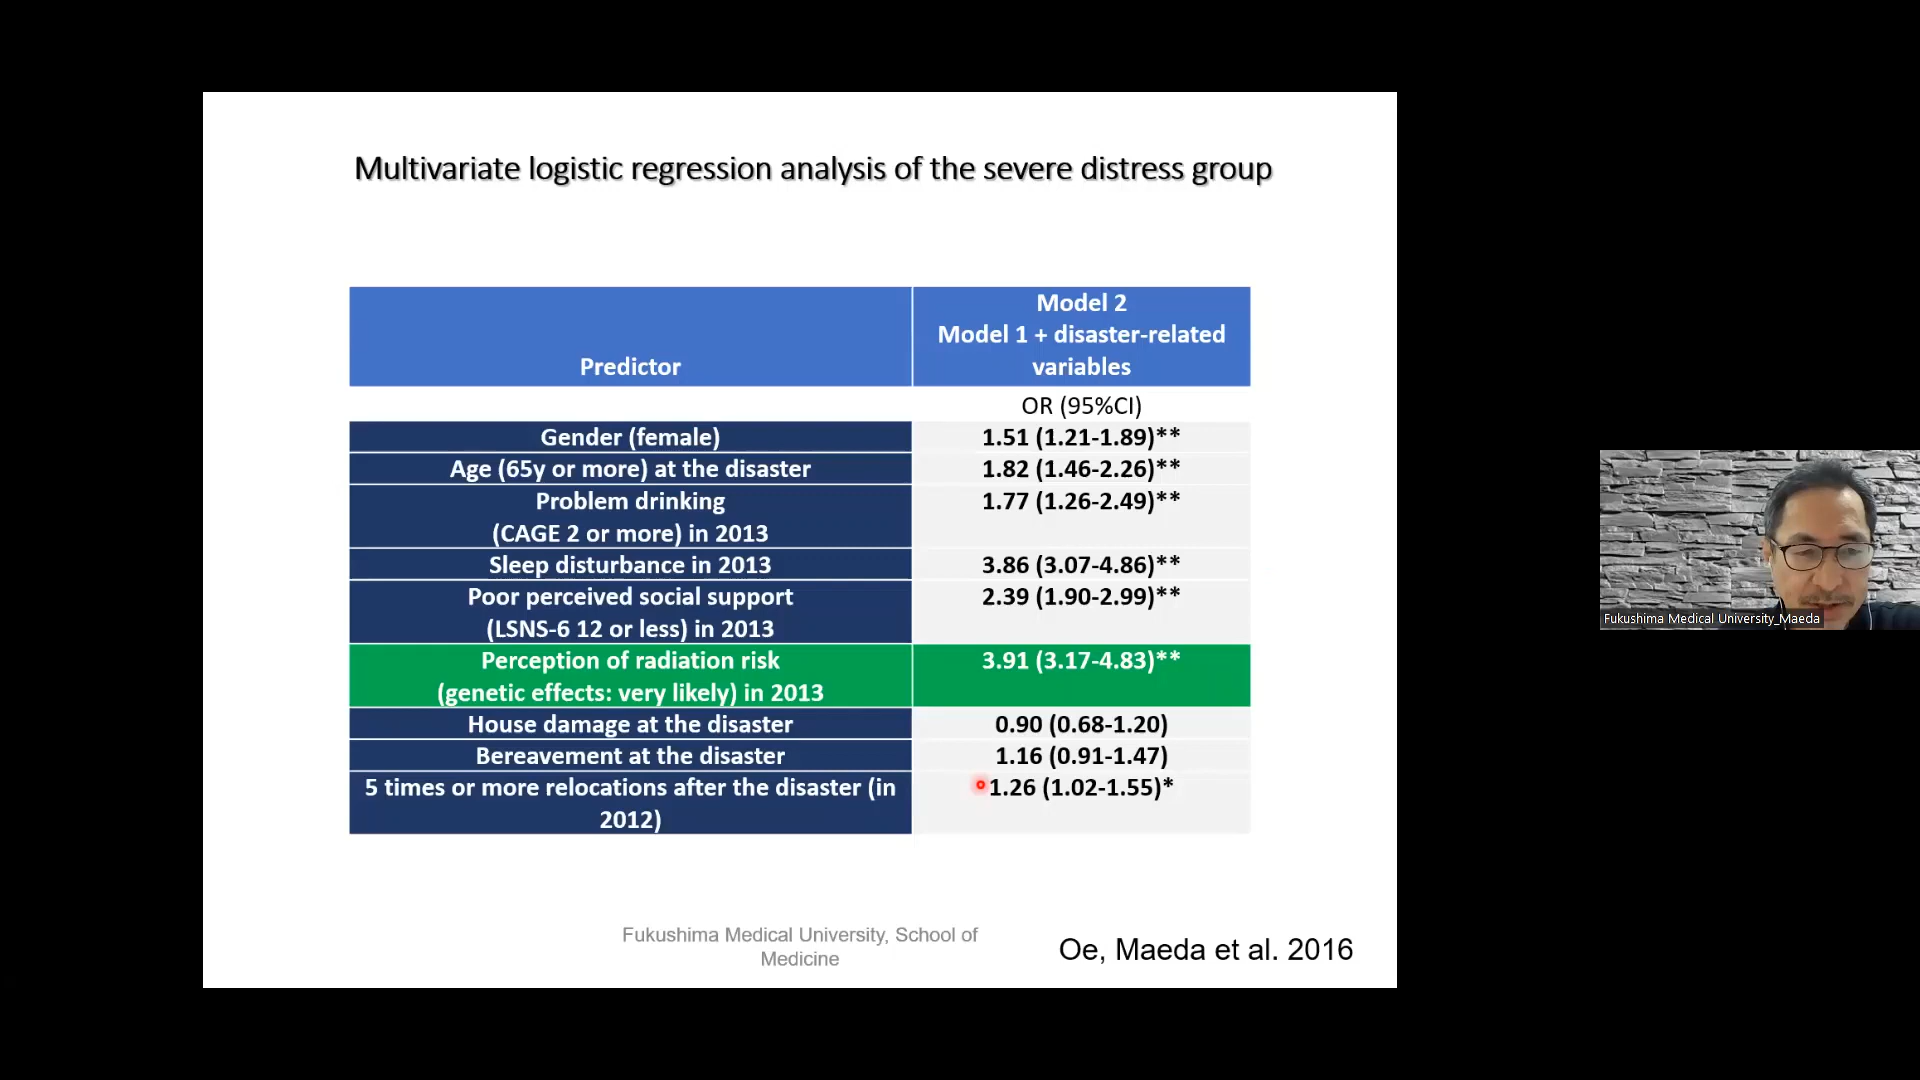 Multivariate logistic regression analysis of the severe distress group
Predictor
Model 2
Model 1 + disaster-related
variables
OR (95%CI)
Gender (female)
1.51 (1.21-1.89)**
Age (65y or more) at the disaster
1.82 (1.46-2.26)**
Problem drinking
(CAGE 2 or more) in 2013
1.77 (1.26-2.49)**
Sleep disturbance in 2013
3.86 (3.07-4.86)**
Poor perceived social support
(LSNS-6 12 or less) in 2013
2.39 (1.90-2.99)**
Perception of radiation risk
(genetic effects: very likely) in 2013
3.91 (3.17-4.83)**
House damage at the disaster
0.90 (0.68-1.20)
Bereavement at the disaster
1.16 (0.91-1.47)
5 times or more relocations after the disaster (in
2012)
1.26 (1.02-1.55)*
Fukushima Medical University, School of
Medicine
Oe, Maeda et al. 2016
Fukushima Medical University_Maeda